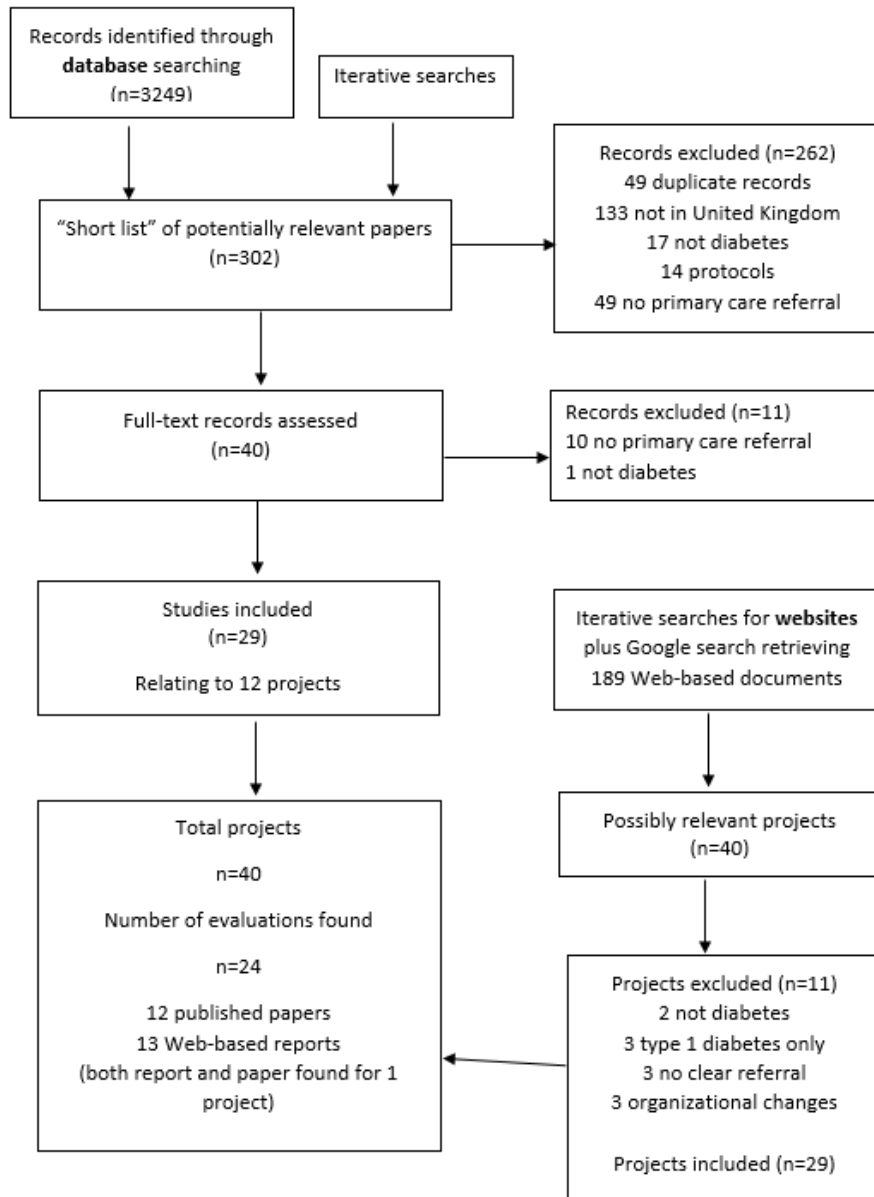 Records identified through
database searching
(n=3249)
Iterative searches
Records excluded (n=262)
49 duplicate records
133 not in United Kingdom
17 not diabetes
14 protocols
49 no primary care referral
“Short list” of potentially relevant papers
(n=302)
Full-text records assessed
(n=40)
Records excluded (n=11)
10 no primary care referral
1 not diabetes
Studies included
(n=29)
Relating to 12 projects
Iterative searches for websites
plus Google search retrieving
189 Web-based documents
Possibly relevant projects
(n=40)
Total projects
n=40
Number of evaluations found
n=24
12 published papers
13 Web-based reports
(both report and paper found for 1
project)
Projects excluded (n=11)
2 not diabetes
3 type 1 diabetes only
3 no clear referral
3 organizational changes
Projects included (n=29)